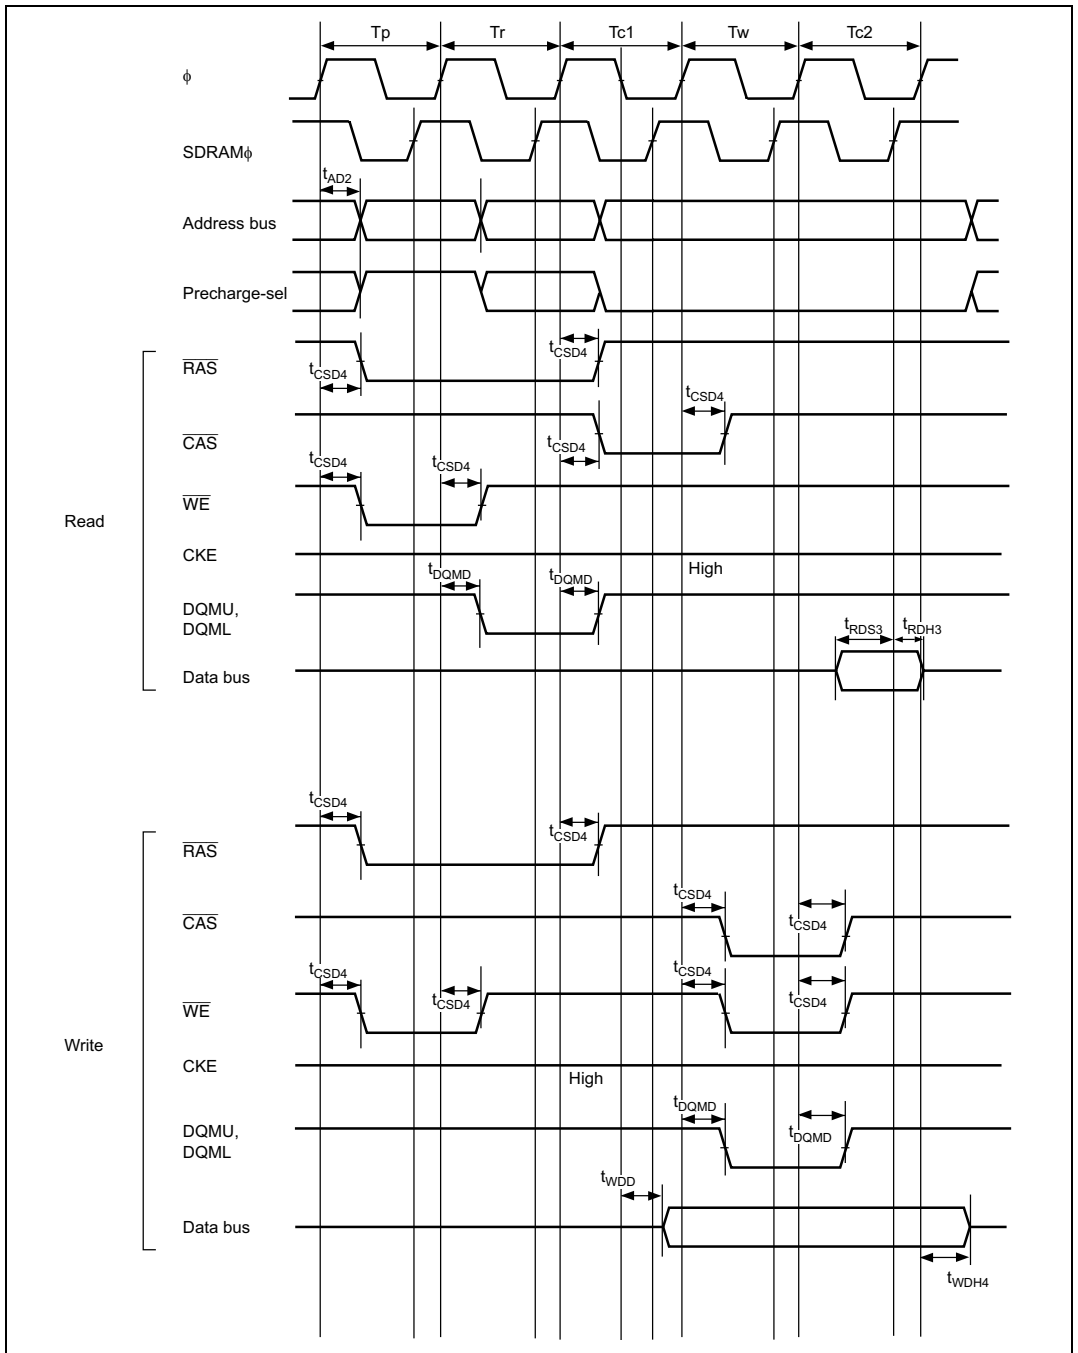 Tp Tr Tc1 Tw Tc2
ϕ
SDRAMϕ
tAD2
Address bus
Precharge-sel
tCSD4
RAS
tCSD4
tCSD4
CAS
tCSD4
tCSD4 tCSD4
WE
Read
CKE
High
tDQMD tDQMD
DQMU,
DQML
tRDS3 tRDH3
Data bus
tCSD4
tCSD4
RAS
tCSD4
CAS
tCSD4
tCSD4 tCSD4
tCSD4 tCSD4
WE
Write
CKE
High
tDQMD
DQMU,
tDQMD
DQML
tWDD
Data bus
tWDH4